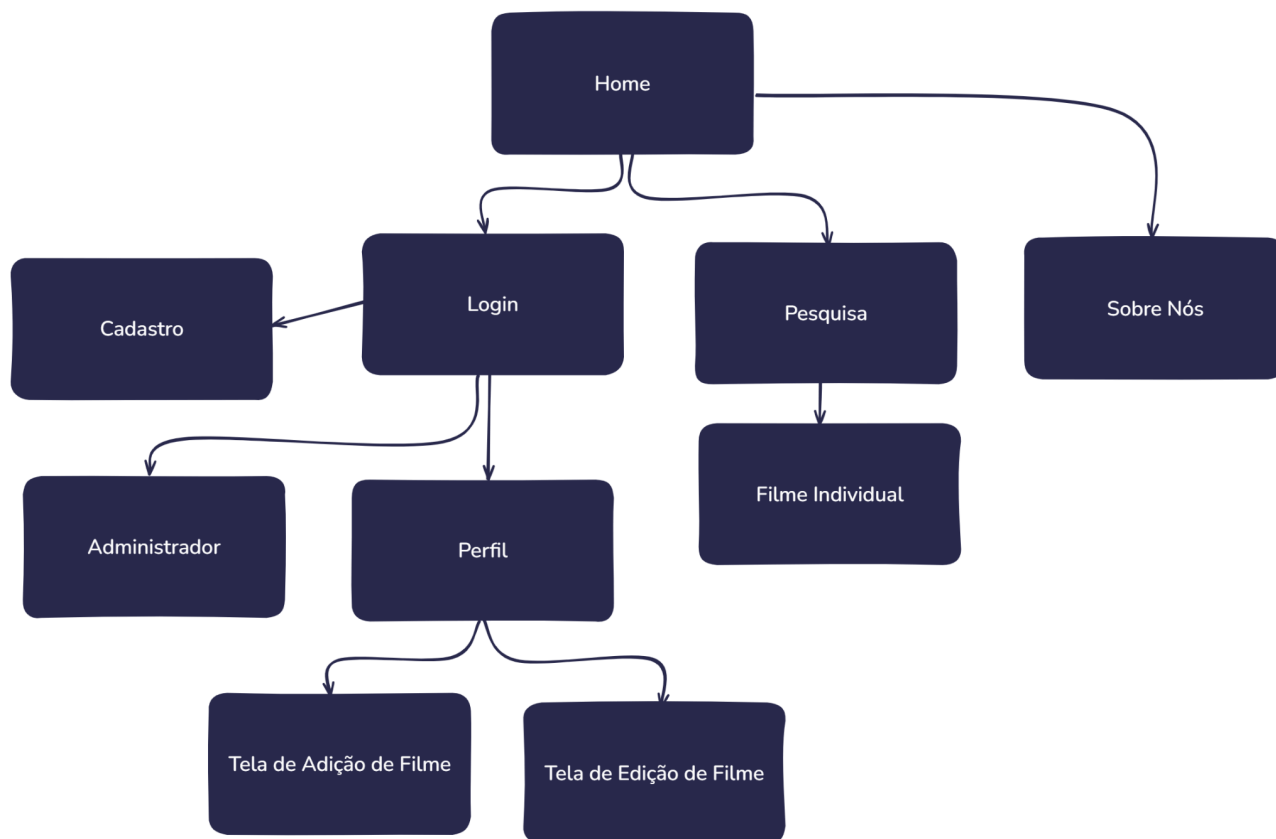 Home
Login
Pesquisa
Sobre Nós
Cadastro
Filme Individual
Administrador
Perfil
Tela de Adição de Filme
Tela de Edição de Filme